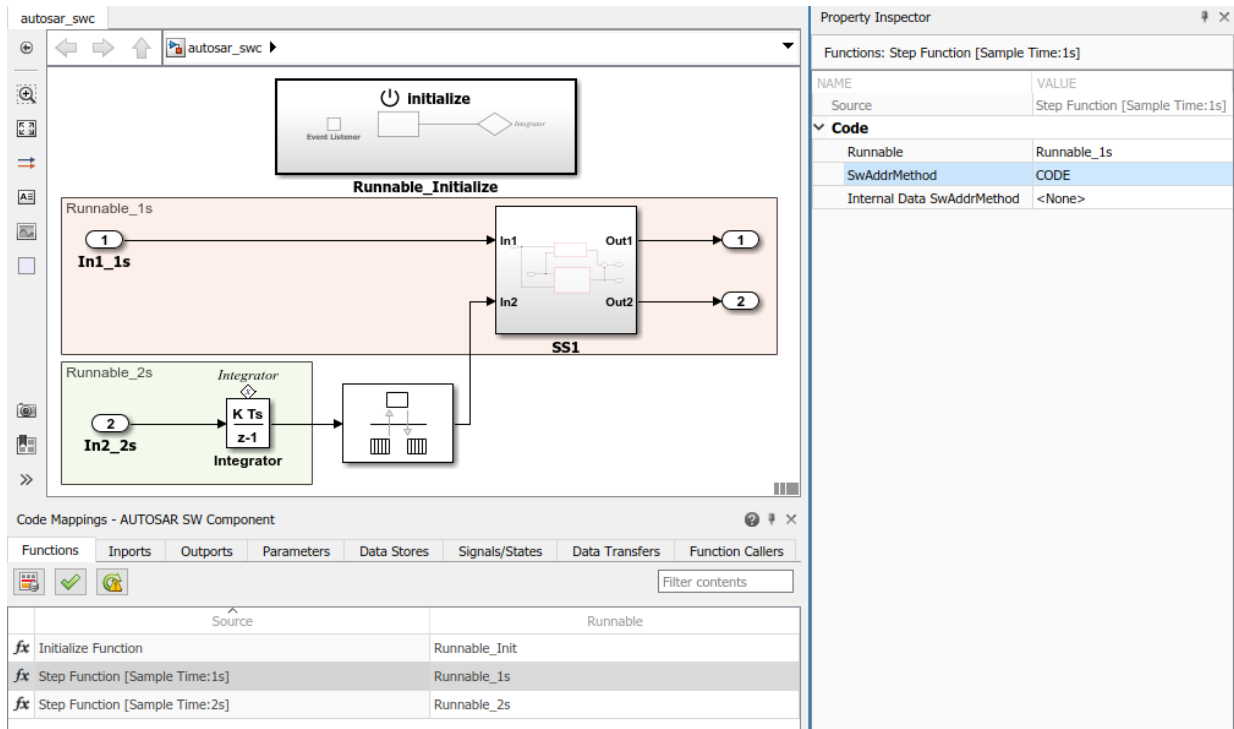 autosar_swc
autosar_swc
initialize
Event Listener
Integrator
Runnable_Initialize
Runnable_1s
1
In1_1s
In1
In2
Out1
Out2
SS1
1
2
Runnable_2s
Integrator
x
2
In2_2s
K Ts
z-1
Integrator
Code Mappings - AUTOSAR SW Component
Functions Inports Outports Parameters Data Stores Signals/States Data Transfers Function Callers
Filter contents
Source Runnable
fx Initialize Function Runnable_Init
fx Step Function [Sample Time:1s] Runnable_1s
fx Step Function [Sample Time:2s] Runnable_2s
Property Inspector
Functions: Step Function [Sample Time:1s]
NAME VALUE
Source Step Function [Sample Time:1s]
Code
Runnable Runnable_1s
SwAddrMethod CODE
Internal Data SwAddrMethod <None>